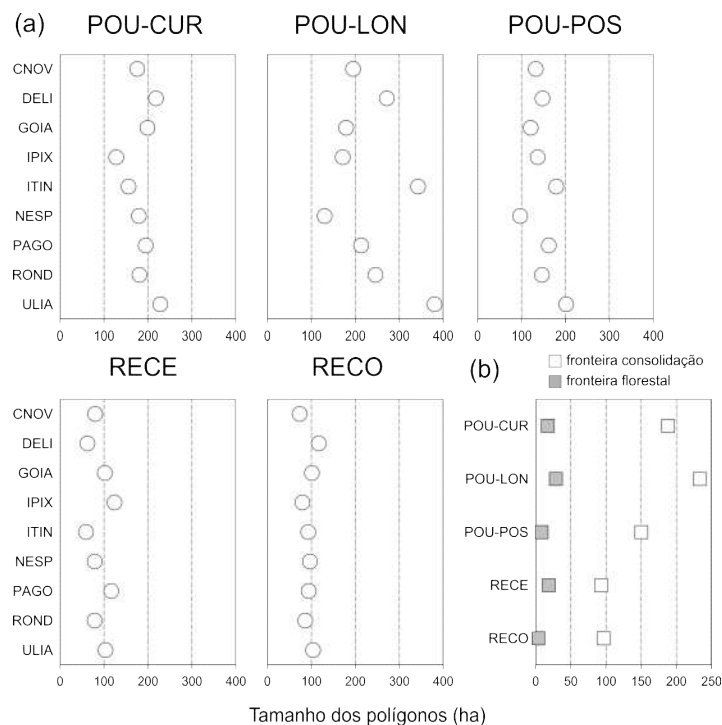 (a)
POU-CUR POU-LON POU-POS
CNOV
DELI
GOIA
IPIX
ITIN
NESP
PAGO
ROND
ULIA
0 100 200 300 400 0 100 200 300 400 0 100 200 300 400
RECE RECO
CNOV
DELI
GOIA
IPIX
ITIN
NESP
PAGO
ROND
ULIA
0 100 200 300 400 0 100 200 300 400
(b)
fronteira consolidação
fronteira florestal
POU-CUR
POU-LON
POU-POS
RECE
RECO
0 50 100 150 200 250
Tamanho dos polígonos (ha)